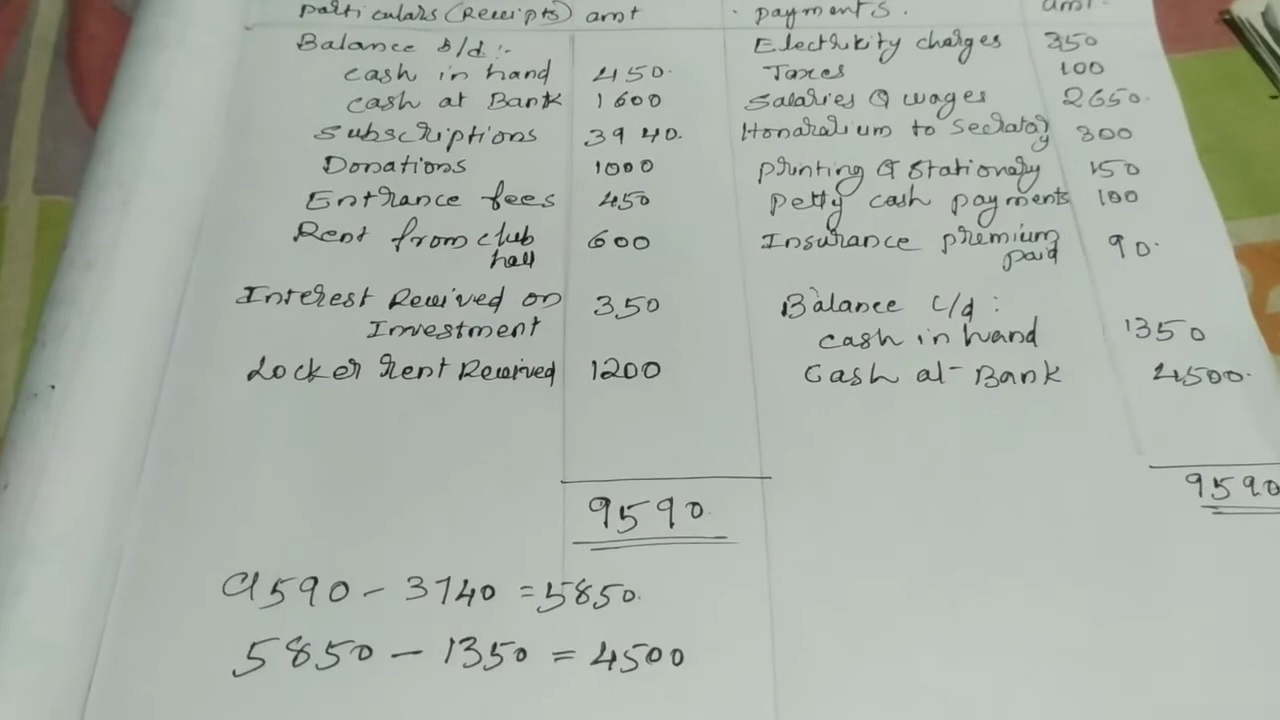 particulars (Receipts) amt . payments. amt.
Balance b/d :- Electricity charges 350
cash in hand 450. Taxes 100
cash at Bank 1600 Salaries & wages 2650.
Subscriptions 3940. Honorarium to Secratary 300
Donations 1000 printing & stationary 150
Entrance fees 450 petty cash payments 100
Rent from club hall 600 Insurance premium paid 90.
Interest Received on Investment 350 Balance c/d :
cash in hand 1350
Locker rent Received 1200 Cash at Bank 4500.
9590. 9590
9590 - 3740 = 5850.
5850 - 1350 = 4500